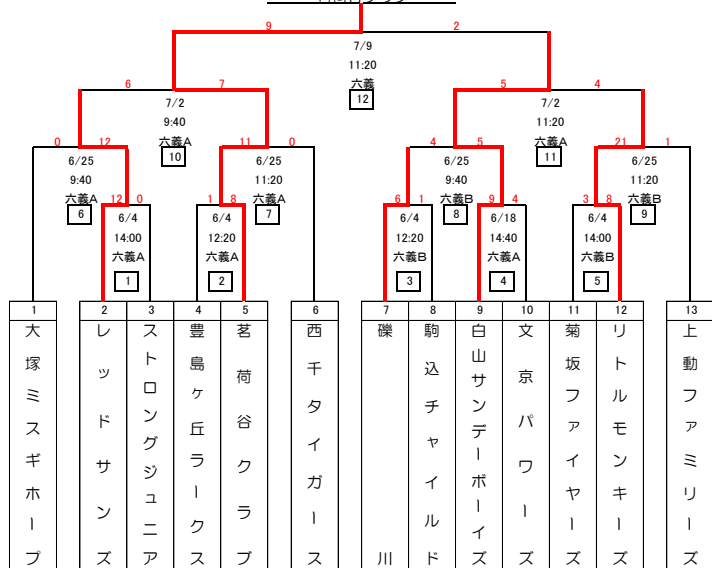 9 2
7/9
11:20
六義
12
6 7 5 4
7/2 7/2
9:40 11:20
六義A 六義A
10 11
0 12 11 0 4 5 21 1
6/25 6/25 6/25 6/25
9:40 11:20 9:40 11:20
六義A 六義A 六義B 六義B
6 7 8 9
12 0 1 8 6 1 9 4 3 8
6/4 6/4 6/4 6/18 6/4
14:00 12:20 12:20 14:40 14:00
六義A 六義A 六義B 六義A 六義B
1 2 3 4 5
1 2 3 4 5 6 7 8 9 10 11 12 13
大塚ミスギホープ
レッドサンズ
ストロングジュニア
豊島ヶ丘ラークス
茗荷谷クラブ
西千タイガース
礫川
駒込チャイルド
白山サンデーボーイズ
文京パワーズ
菊坂ファイヤーズ
リトルモンキーズ
上動ファミリーズ